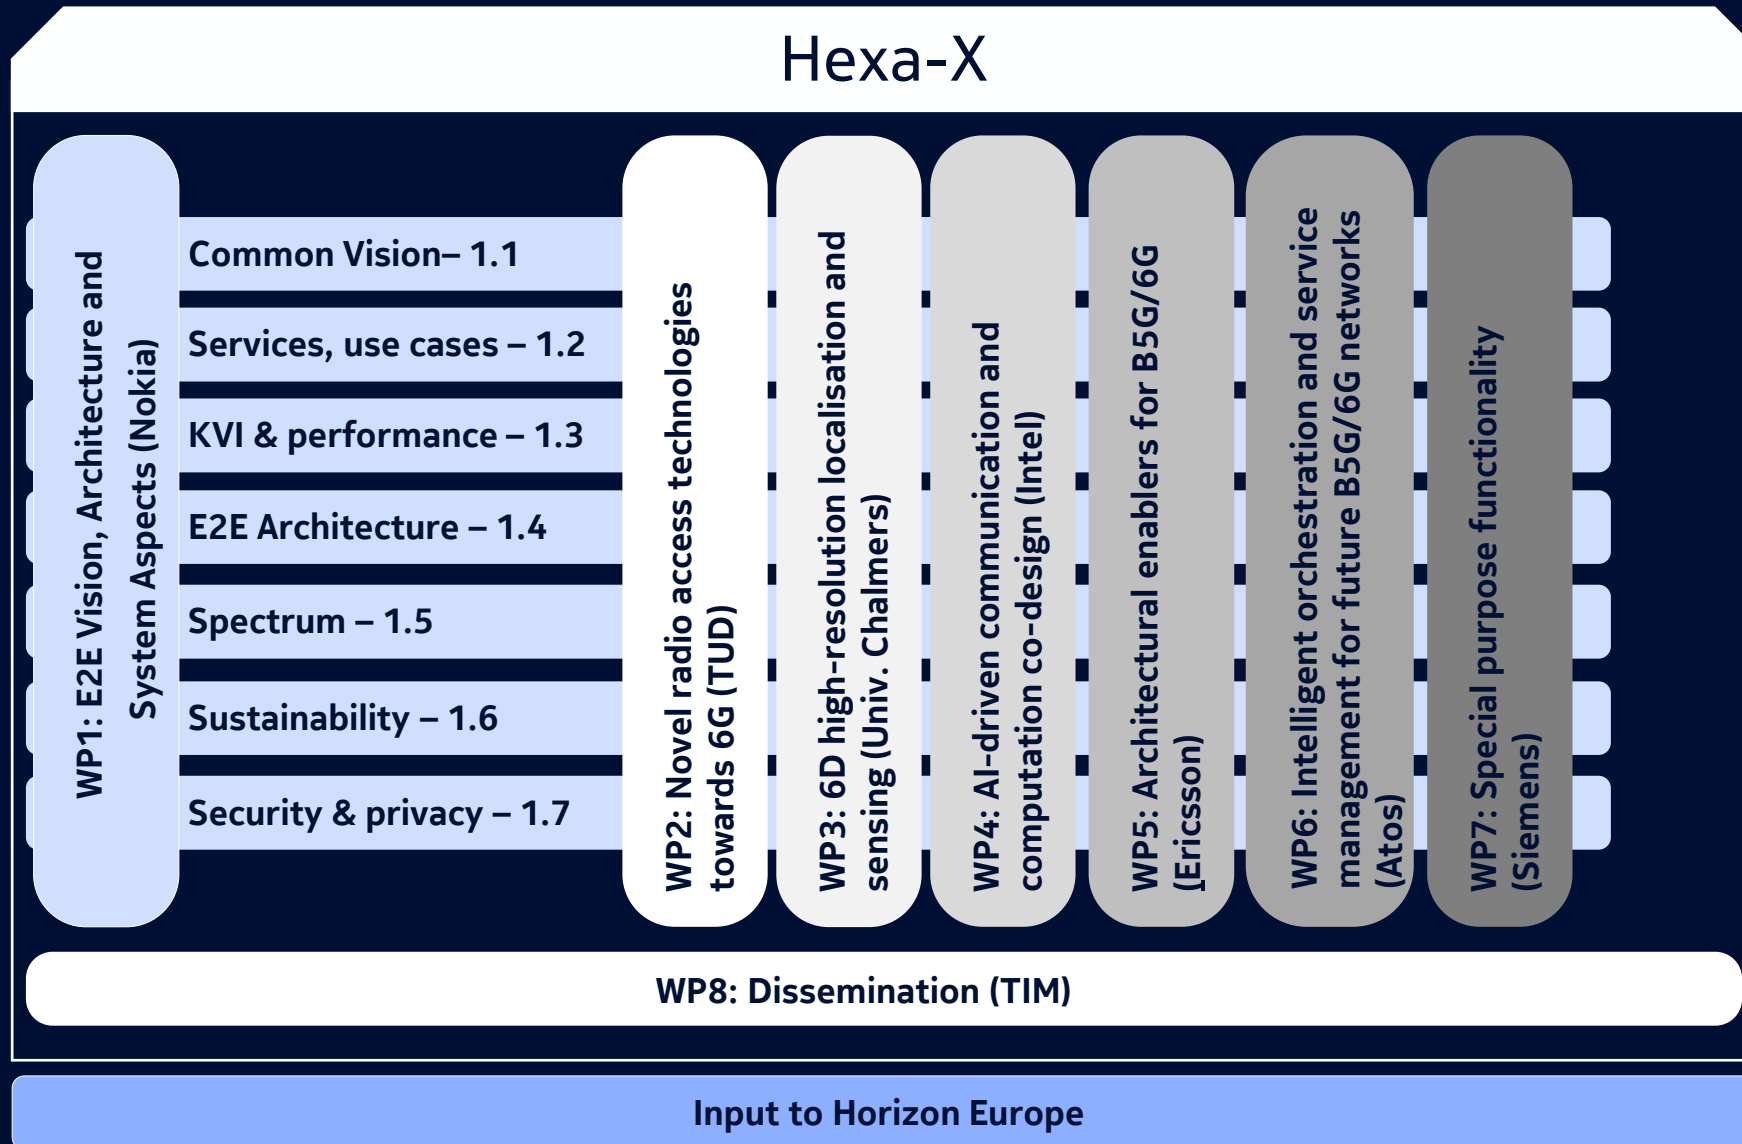 Hexa-X
WP1: E2E Vision, Architecture and
System Aspects (Nokia)
Common Vision– 1.1
Services, use cases – 1.2
KVI & performance – 1.3
E2E Architecture – 1.4
Spectrum – 1.5
Sustainability – 1.6
Security & privacy – 1.7
WP2: Novel radio access technologies
towards 6G (TUD)
WP3: 6D high-resolution localisation and
sensing (Univ. Chalmers)
WP4: AI-driven communication and
computation co-design (Intel)
WP5: Architectural enablers for B5G/6G
(Ericsson)
WP6: Intelligent orchestration and service
management for future B5G/6G networks
(Atos)
WP7: Special purpose functionality
(Siemens)
WP8: Dissemination (TIM)
Input to Horizon Europe